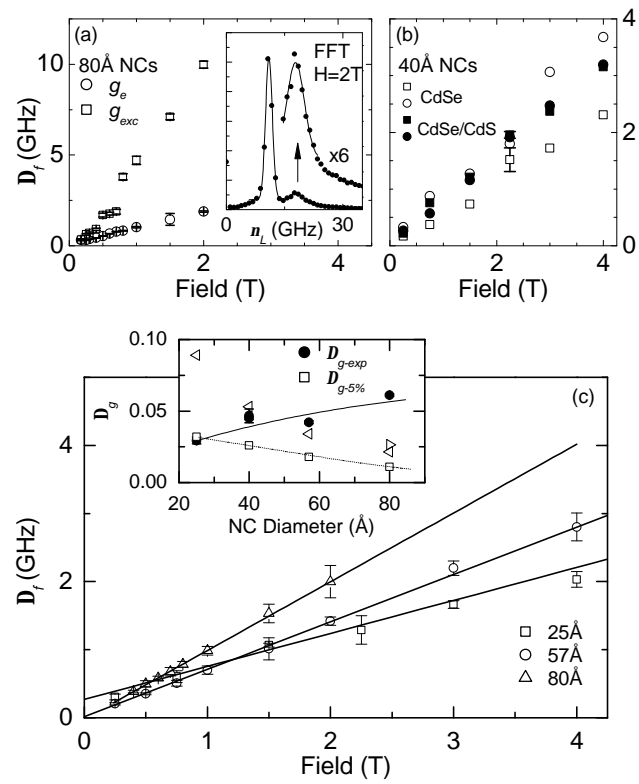 (a)
80Å NCs
g_e
g_exc
10
5
0
D_f (GHz)
0 2 4
Field (T)
FFT
H=2T
x6
0 30
n_L (GHz)
(b)
40Å NCs
CdSe
CdSe/CdS
4
2
0
0 2 4
Field (T)
(c)
0.10
0.05
0.00
D_g
D_g-exp
D_g-5%
20 40 60 80
NC Diameter (Å)
4
2
0
D_f (GHz)
25Å
57Å
80Å
0 1 2 3 4
Field (T)